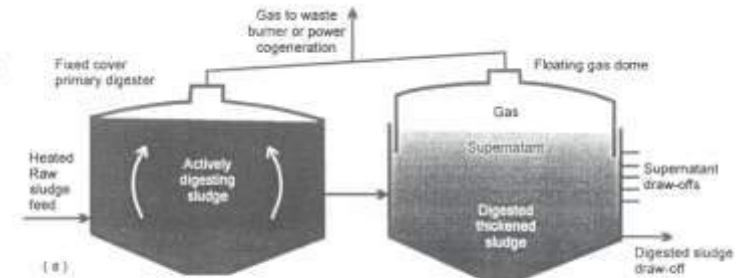 Gas to waste
burner or power
cogeneration
Fixed cover
primary digester
Floating gas dome
Gas
Heated
Raw
sludge
feed
Actively
digesting
sludge
Supernatant
Supernatant
draw-offs
Digested
thickened
sludge
Digested sludge
draw-off
( a )